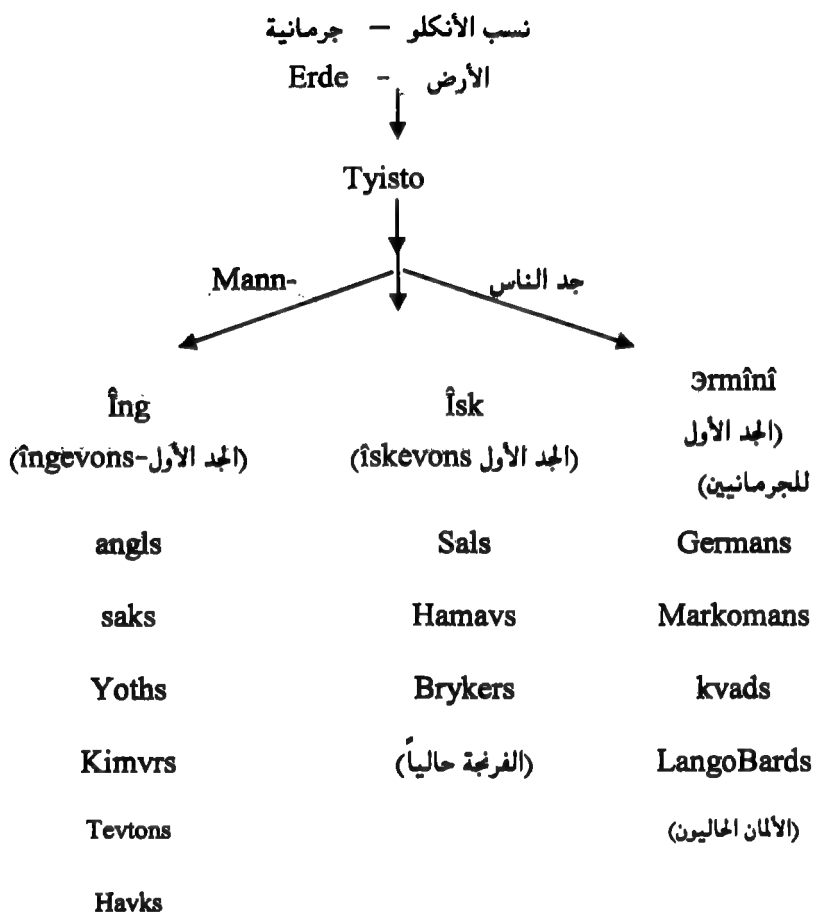 نسب الأنكلو – جرمانية
الأرض - Erde
Tyisto
Mann- جد الناس
Îng
(الجد الأول-îngevons)
angls
saks
Yoths
Kimvrs
Tevtons
Havks
Îsk
(الجد الأول îskevons)
Sals
Hamavs
Brykers
(الفرنجة حالياً)
Эrmînî
(الجد الأول
للجرمانيين)
Germans
Markomans
kvads
LangoBards
(الألمان الحاليون)